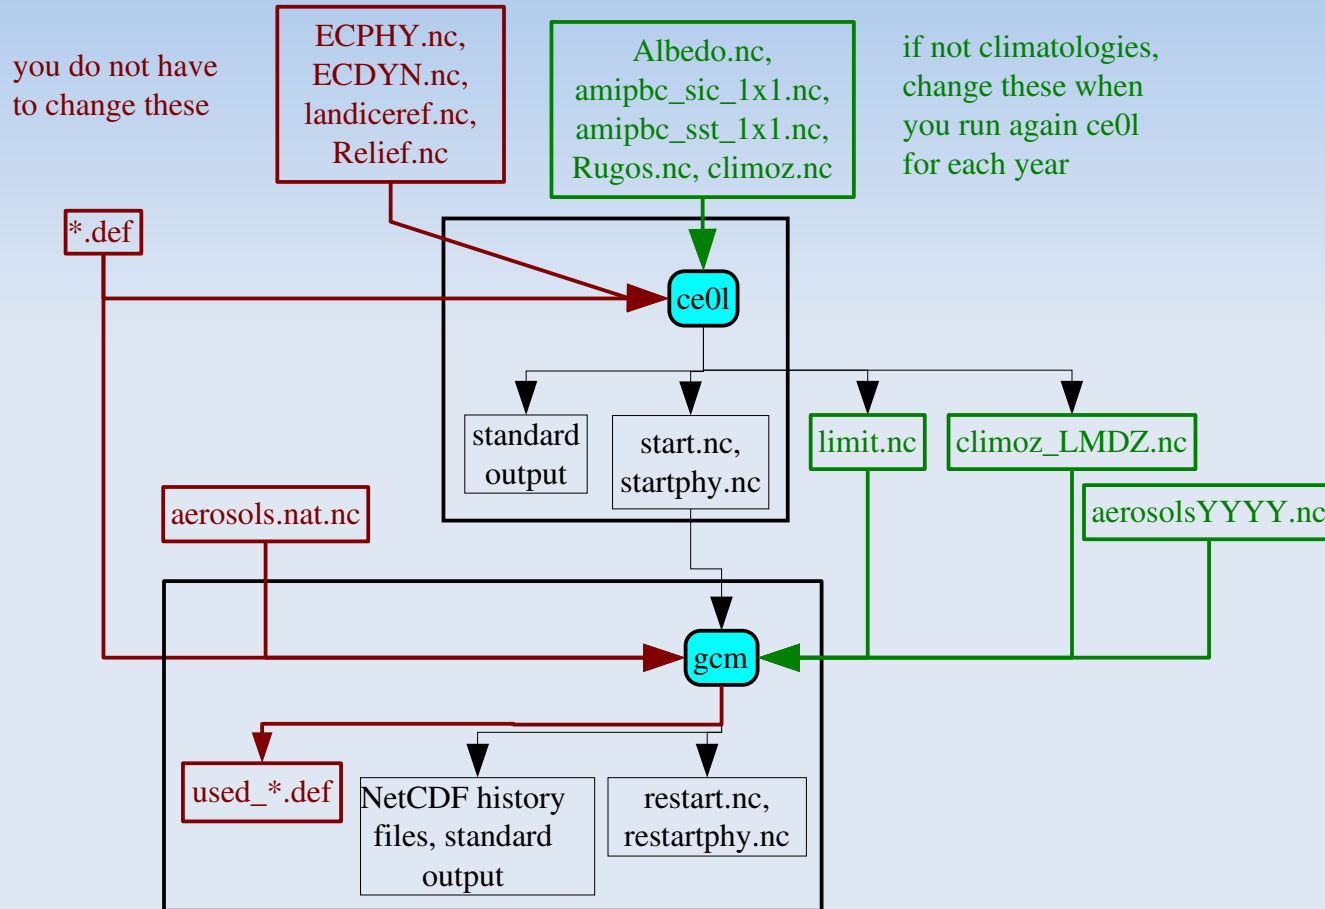 you do not have
to change these
ECPHY.nc,
ECDYN.nc,
landiceref.nc,
Relief.nc
Albedo.nc,
amipbc_sic_1x1.nc,
amipbc_sst_1x1.nc,
Rugos.nc, climoz.nc
if not climatologies,
change these when
you run again ce0l
for each year
*.def
ce0l
standard
output
start.nc,
startphy.nc
limit.nc
climoz_LMDZ.nc
aerosols.nat.nc
aerosolsYYYY.nc
gcm
used_*.def
NetCDF history
files, standard
output
restart.nc,
restartphy.nc